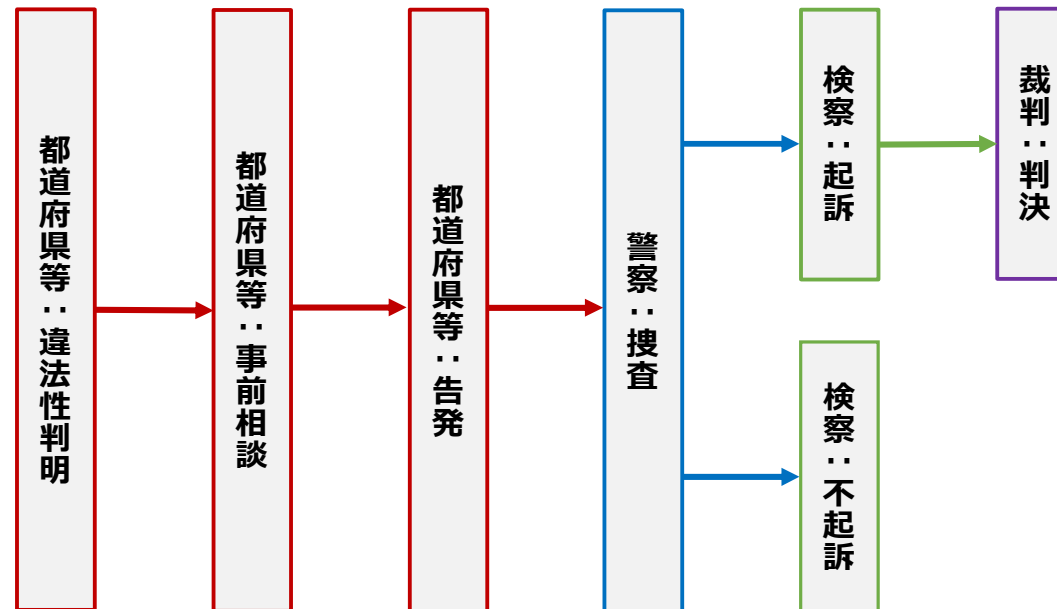 都道府県等：違法性判明
都道府県等：事前相談
都道府県等：告発
警察：捜査
検察：起訴
検察：不起訴
裁判：判決